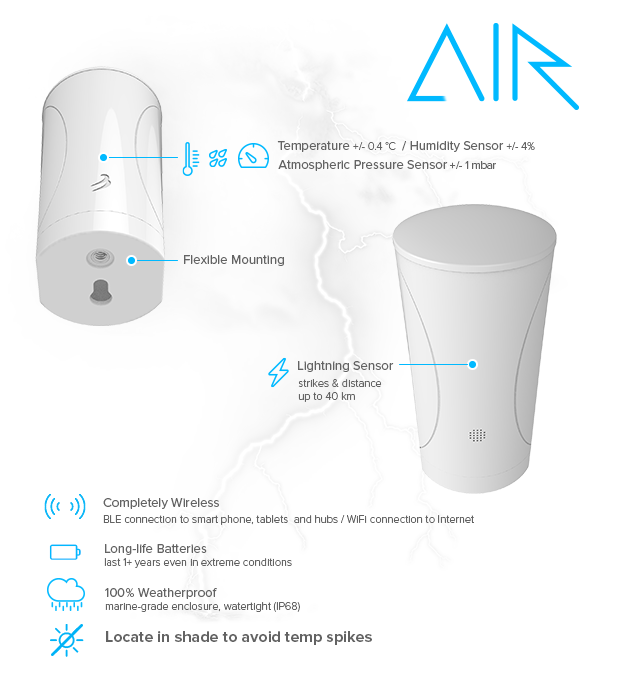 AIR
Temperature +/- 0.4 °C / Humidity Sensor +/- 4%
Atmospheric Pressure Sensor +/- 1 mbar
Flexible Mounting
Lightning Sensor
strikes & distance
up to 40 km
Completely Wireless
BLE connection to smart phone, tablets and hubs / WiFi connection to Internet
Long-life Batteries
last 1+ years even in extreme conditions
100% Weatherproof
marine-grade enclosure, watertight (IP68)
Locate in shade to avoid temp spikes